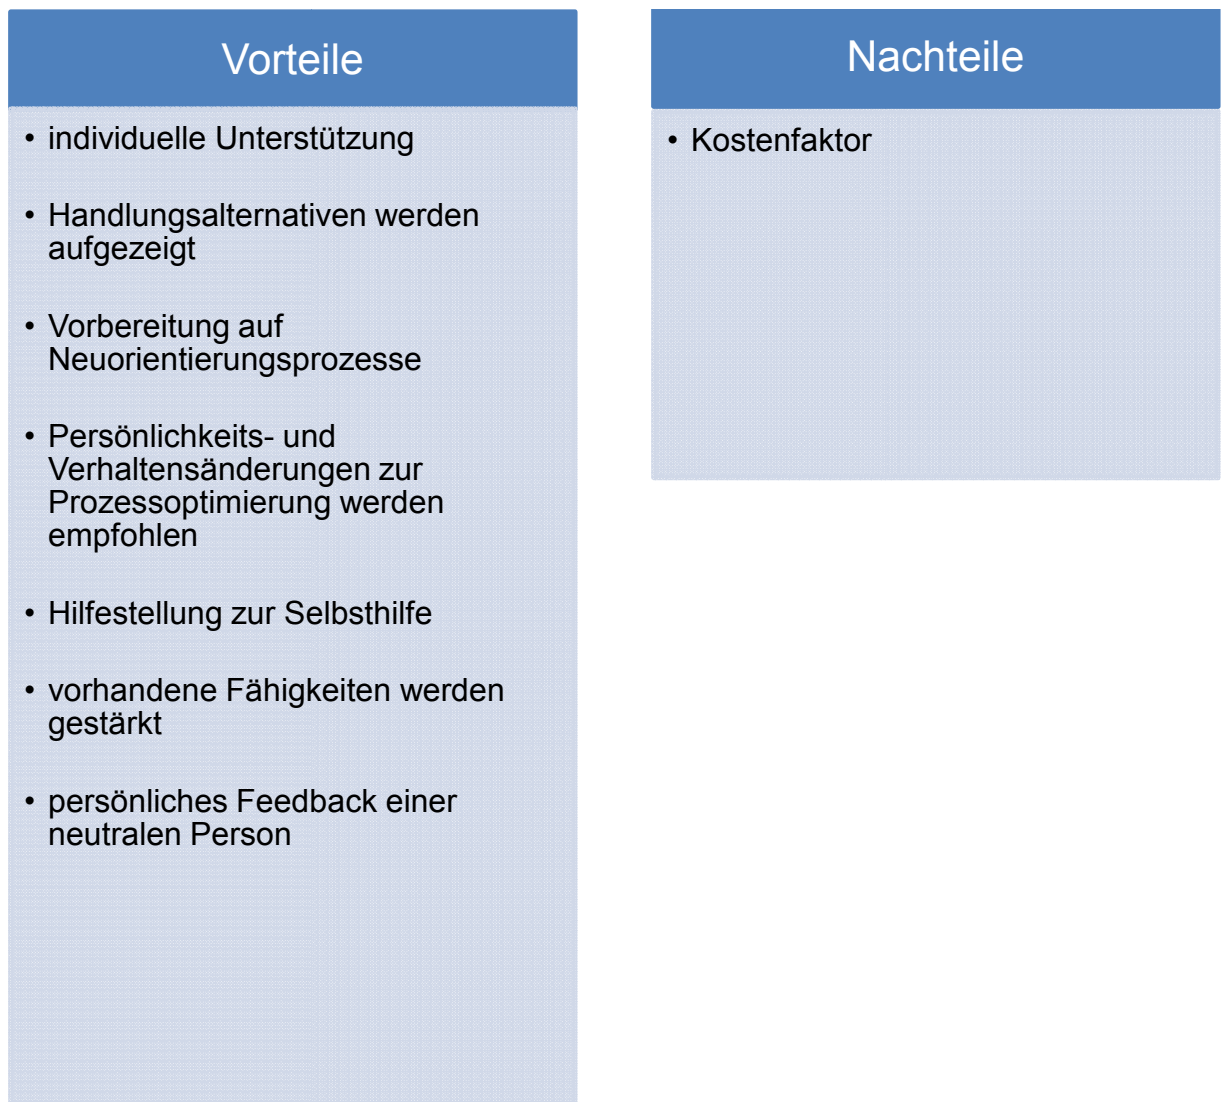 Vorteile
• individuelle Unterstützung
• Handlungsalternativen werden
aufgezeigt
• Vorbereitung auf
Neuorientierungsprozesse
• Persönlichkeits- und
Verhaltensänderungen zur
Prozessoptimierung werden
empfohlen
• Hilfestellung zur Selbsthilfe
• vorhandene Fähigkeiten werden
gestärkt
• persönliches Feedback einer
neutralen Person
Nachteile
• Kostenfaktor